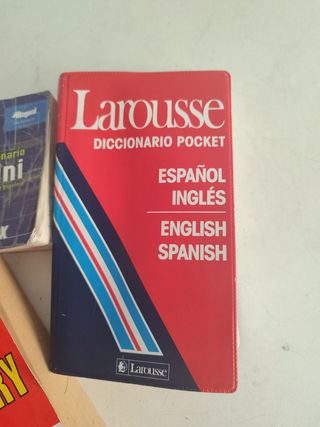 Larousse
DICCIONARIO POCKET
ESPAÑOL
INGLÉS
ENGLISH
SPANISH
Larousse